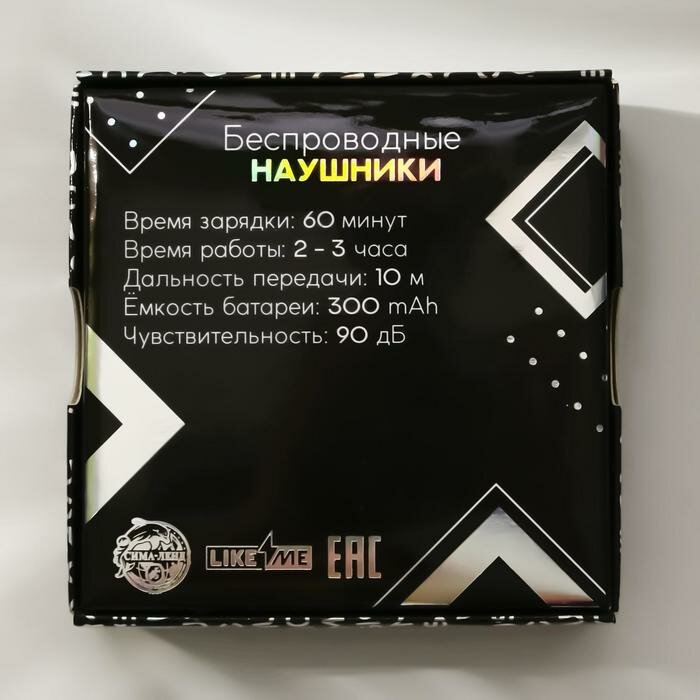 Беспроводные
НАУШНИКИ
Время зарядки: 60 минут
Время работы: 2 - 3 часа
Дальность передачи: 10 м
Ёмкость батареи: 300 mAh
Чувствительность: 90 дБ
СИМА-ЛЕНД
LIKE ME
EAC